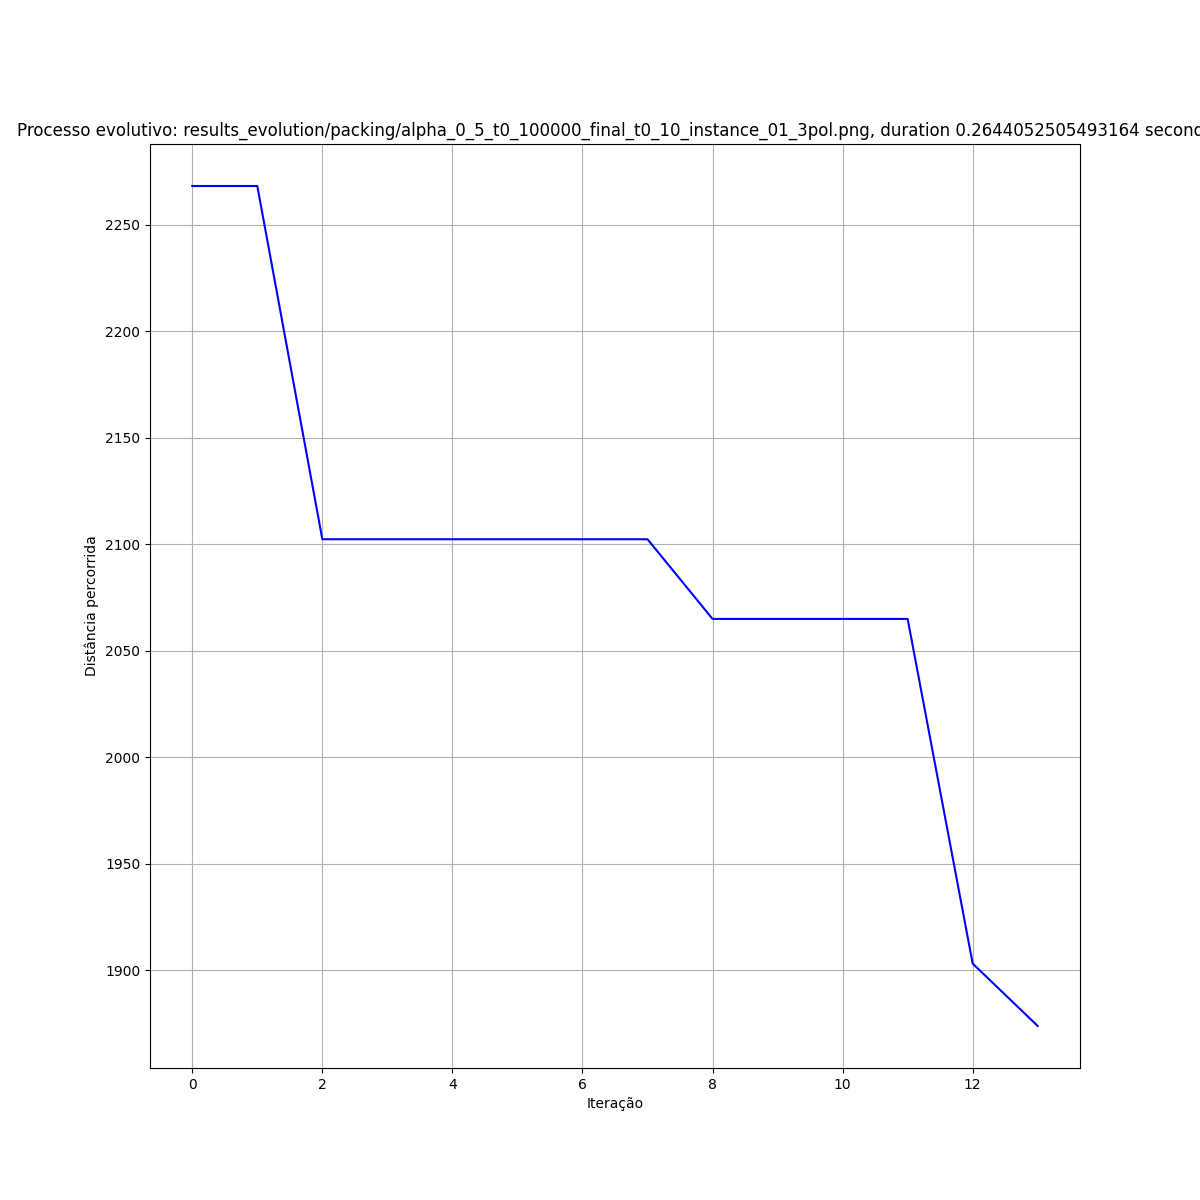 Processo evolutivo: results_evolution/packing/alpha_0_5_t0_100000_final_t0_10_instance_01_3pol.png, duration 0.2644052505493164 second
2250
2200
2150
2100
2050
2000
1950
1900
Distância percorrida
0 2 4 6 8 10 12
Iteração